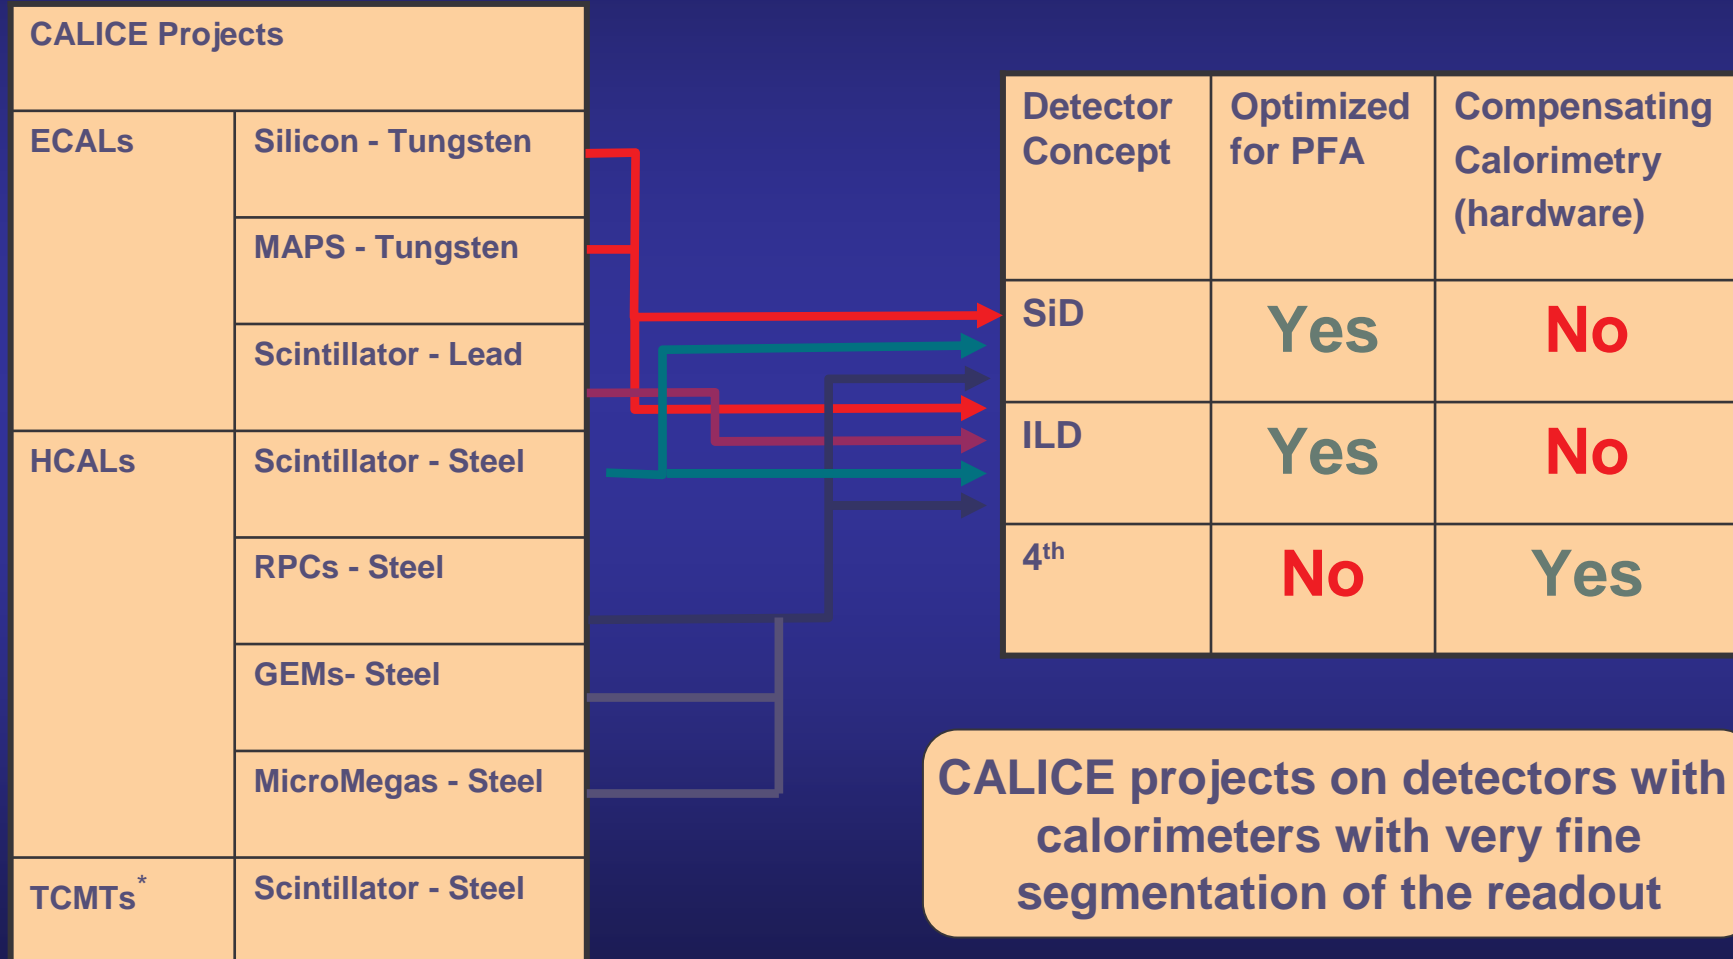 CALICE Projects
ECALs
Silicon - Tungsten
MAPS - Tungsten
Scintillator - Lead
HCALs
Scintillator - Steel
RPCs - Steel
GEMs- Steel
MicroMegas - Steel
TCMTs*
Scintillator - Steel
Detector
Concept
Optimized
for PFA
Compensating
Calorimetry
(hardware)
SiD
Yes
No
ILD
Yes
No
4th
No
Yes
CALICE projects on detectors with
calorimeters with very fine
segmentation of the readout